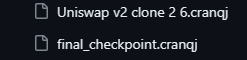 Uniswap v2 clone 2 6.cranqj
final_checkpoint.cranqj